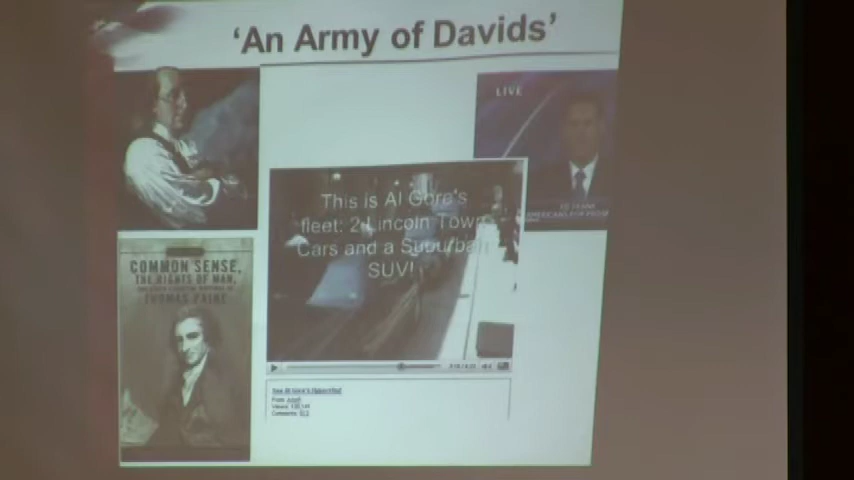 'An Army of Davids'
LIVE
This is Al Gore's
fleet: 2 Lincoln Town
Cars and a Suburban
SUV!
COMMON SENSE,
THE RIGHTS OF MAN,
THOMAS PAINE